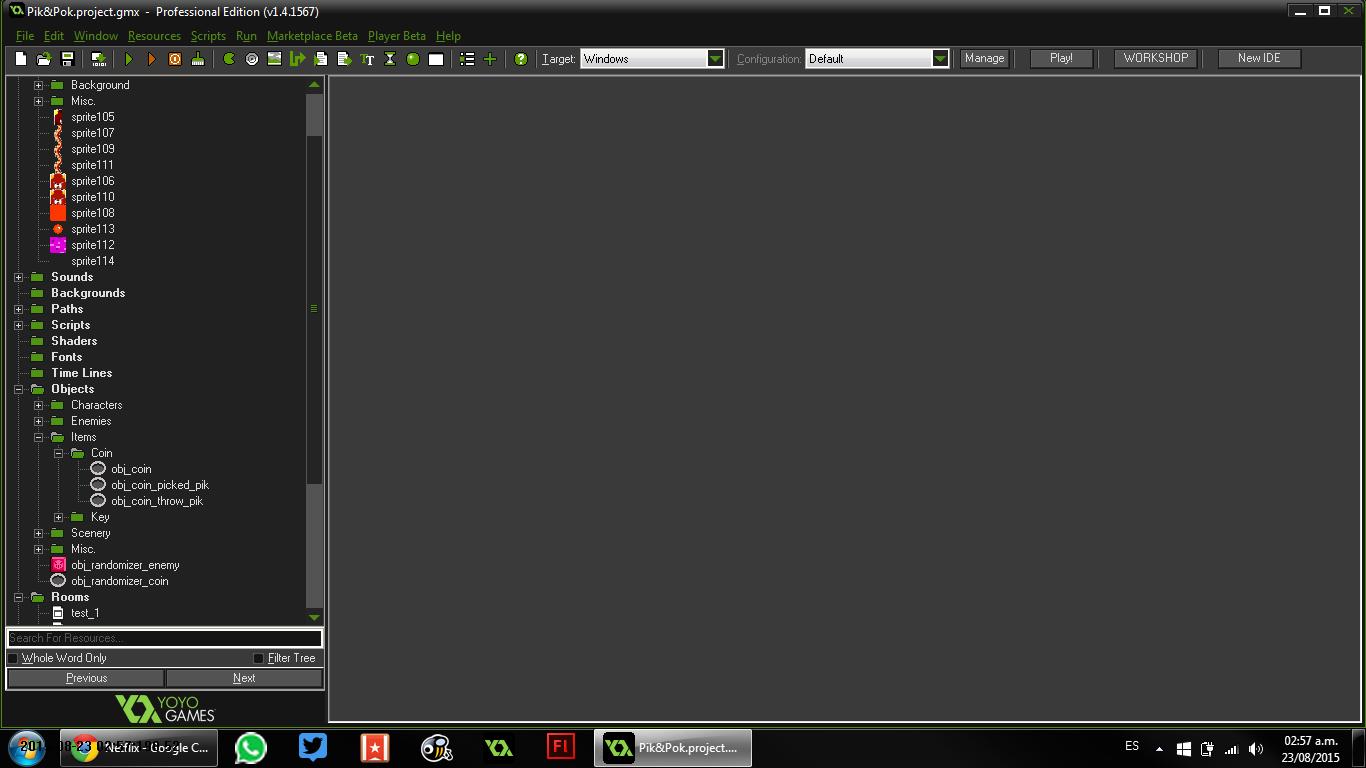 Pik&Pok.project.gmx - Professional Edition (v1.4.1567)
File Edit Window Resources Scripts Run Marketplace Beta Player Beta Help
Target: Windows Configuration: Default Manage Play! WORKSHOP New IDE
Background
Misc.
sprite105
sprite107
sprite109
sprite111
sprite106
sprite110
sprite108
sprite113
sprite112
sprite114
Sounds
Backgrounds
Paths
Scripts
Shaders
Fonts
Time Lines
Objects
Characters
Enemies
Items
Coin
obj_coin
obj_coin_picked_pik
obj_coin_throw_pik
Key
Scenery
Misc.
obj_randomizer_enemy
obj_randomizer_coin
Rooms
test_1
Search For Resources...
Whole Word Only Filter Tree
Previous Next
YOYO
GAMES
Netflix - Google C...
Fl
Pik&Pok.project....
ES
02:57 a.m.
23/08/2015